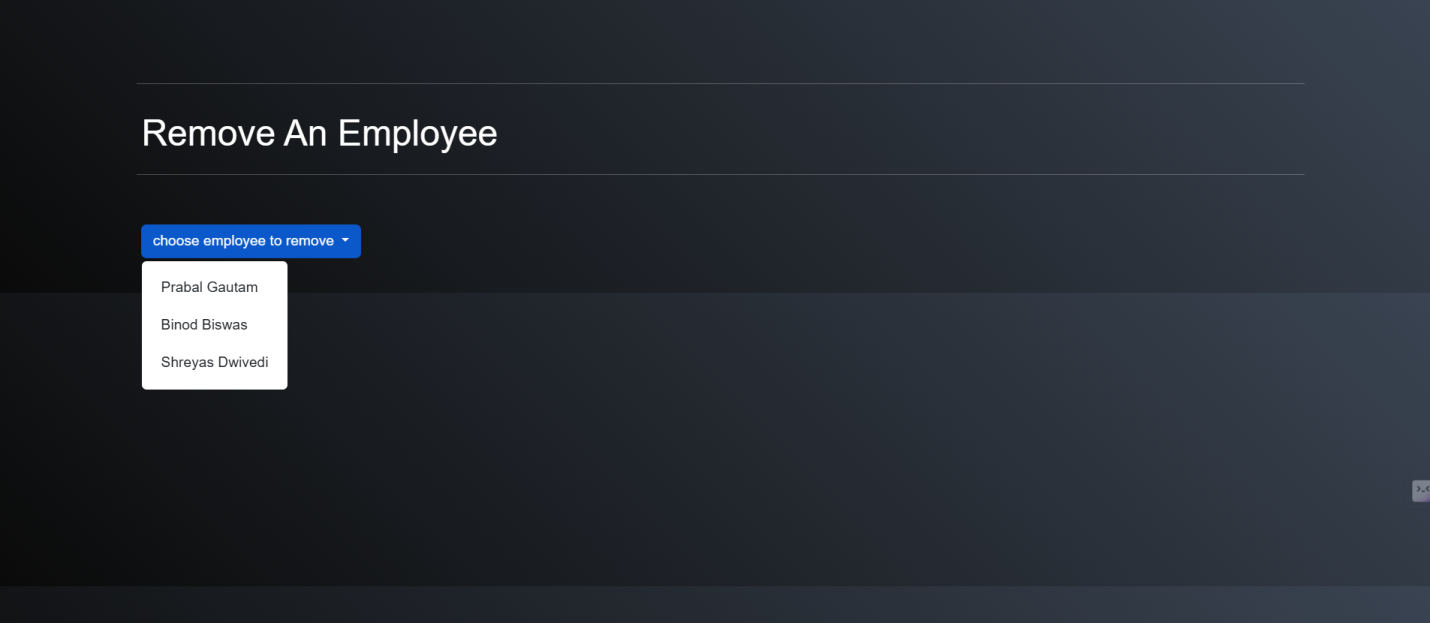 Remove An Employee
choose employee to remove
Prabal Gautam
Binod Biswas
Shreyas Dwivedi